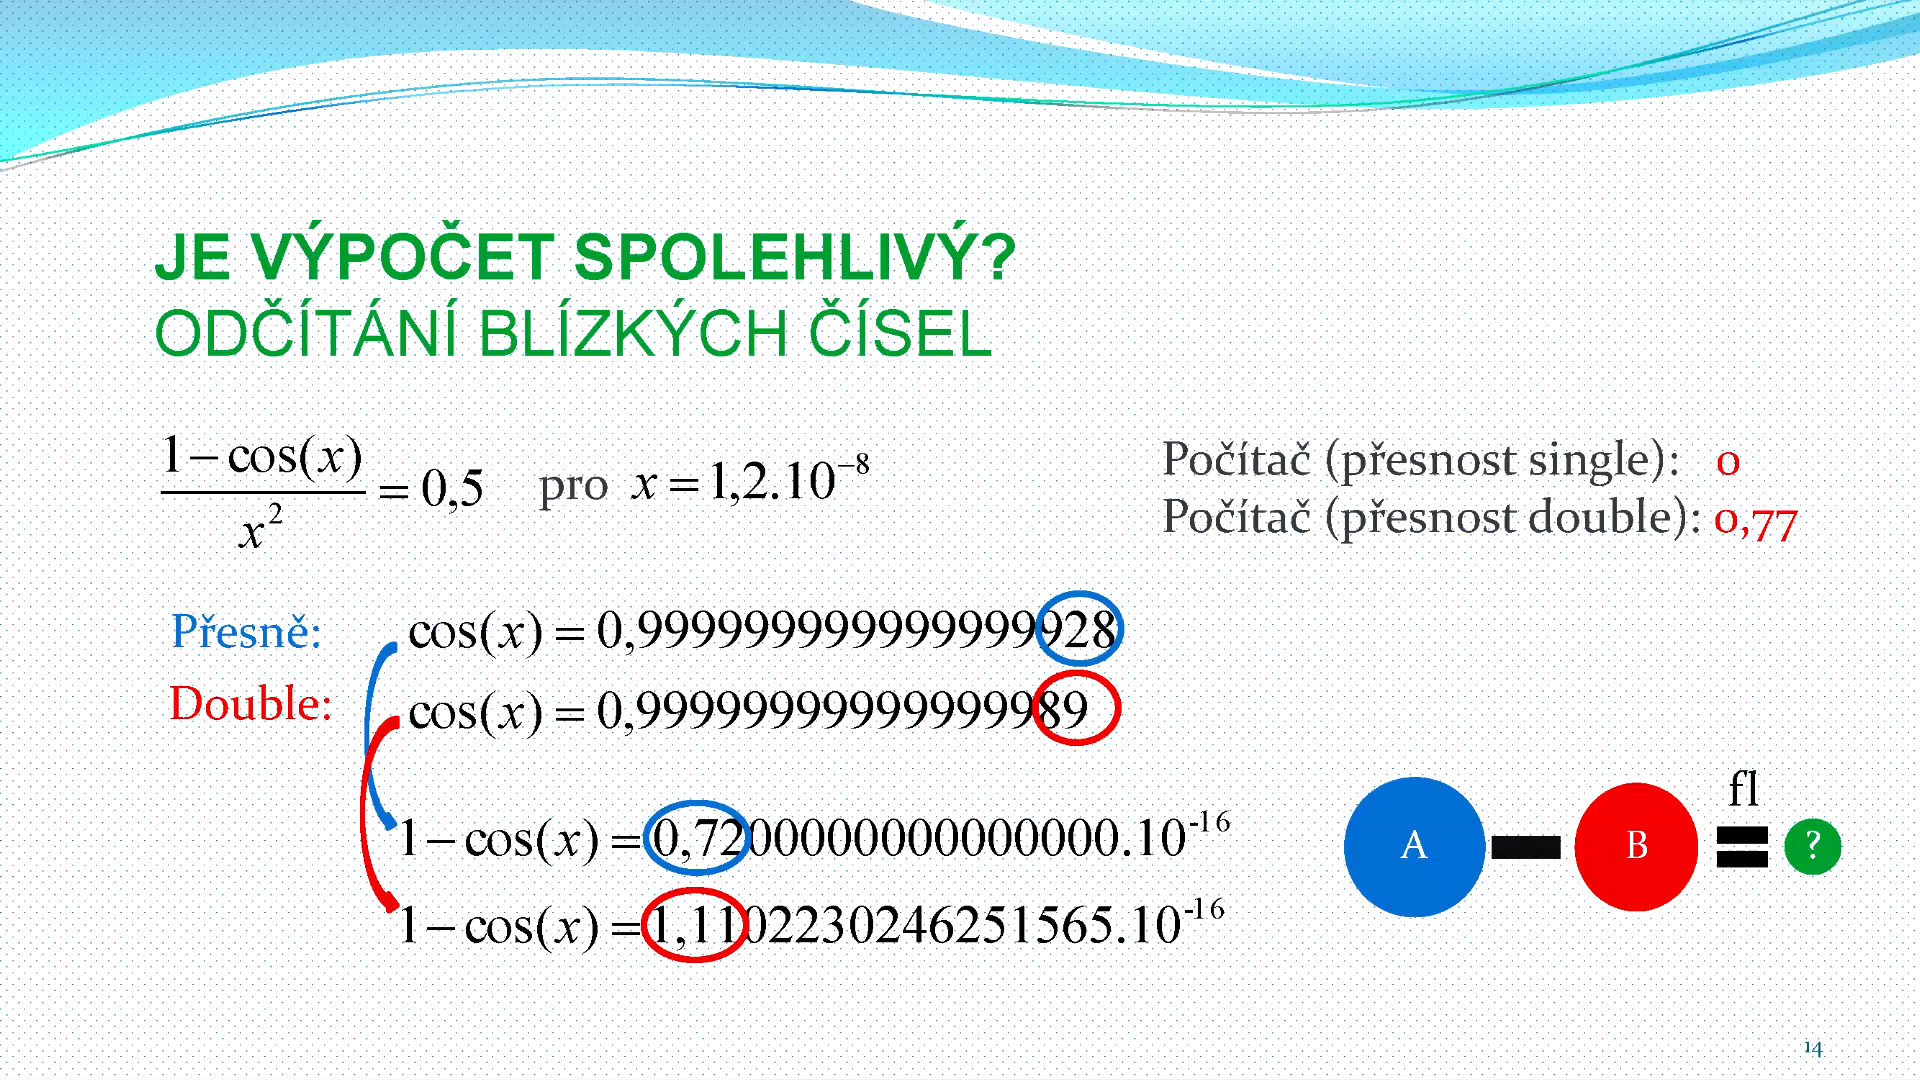 JE VÝPOČET SPOLEHLIVÝ?
ODČÍTÁNÍ BLÍZKÝCH ČÍSEL
(1 − cos(x)) / x² = 0,5 pro x = 1,2.10⁻⁸
Počítač (přesnost single): 0
Počítač (přesnost double): 0,77
Přesně: cos(x) = 0,9999999999999999928
Double: cos(x) = 0,999999999999999989
1 − cos(x) = 0,720000000000000.10⁻¹⁶
1 − cos(x) = 1,1102230246251565.10⁻¹⁶
A − B fl = ?
14